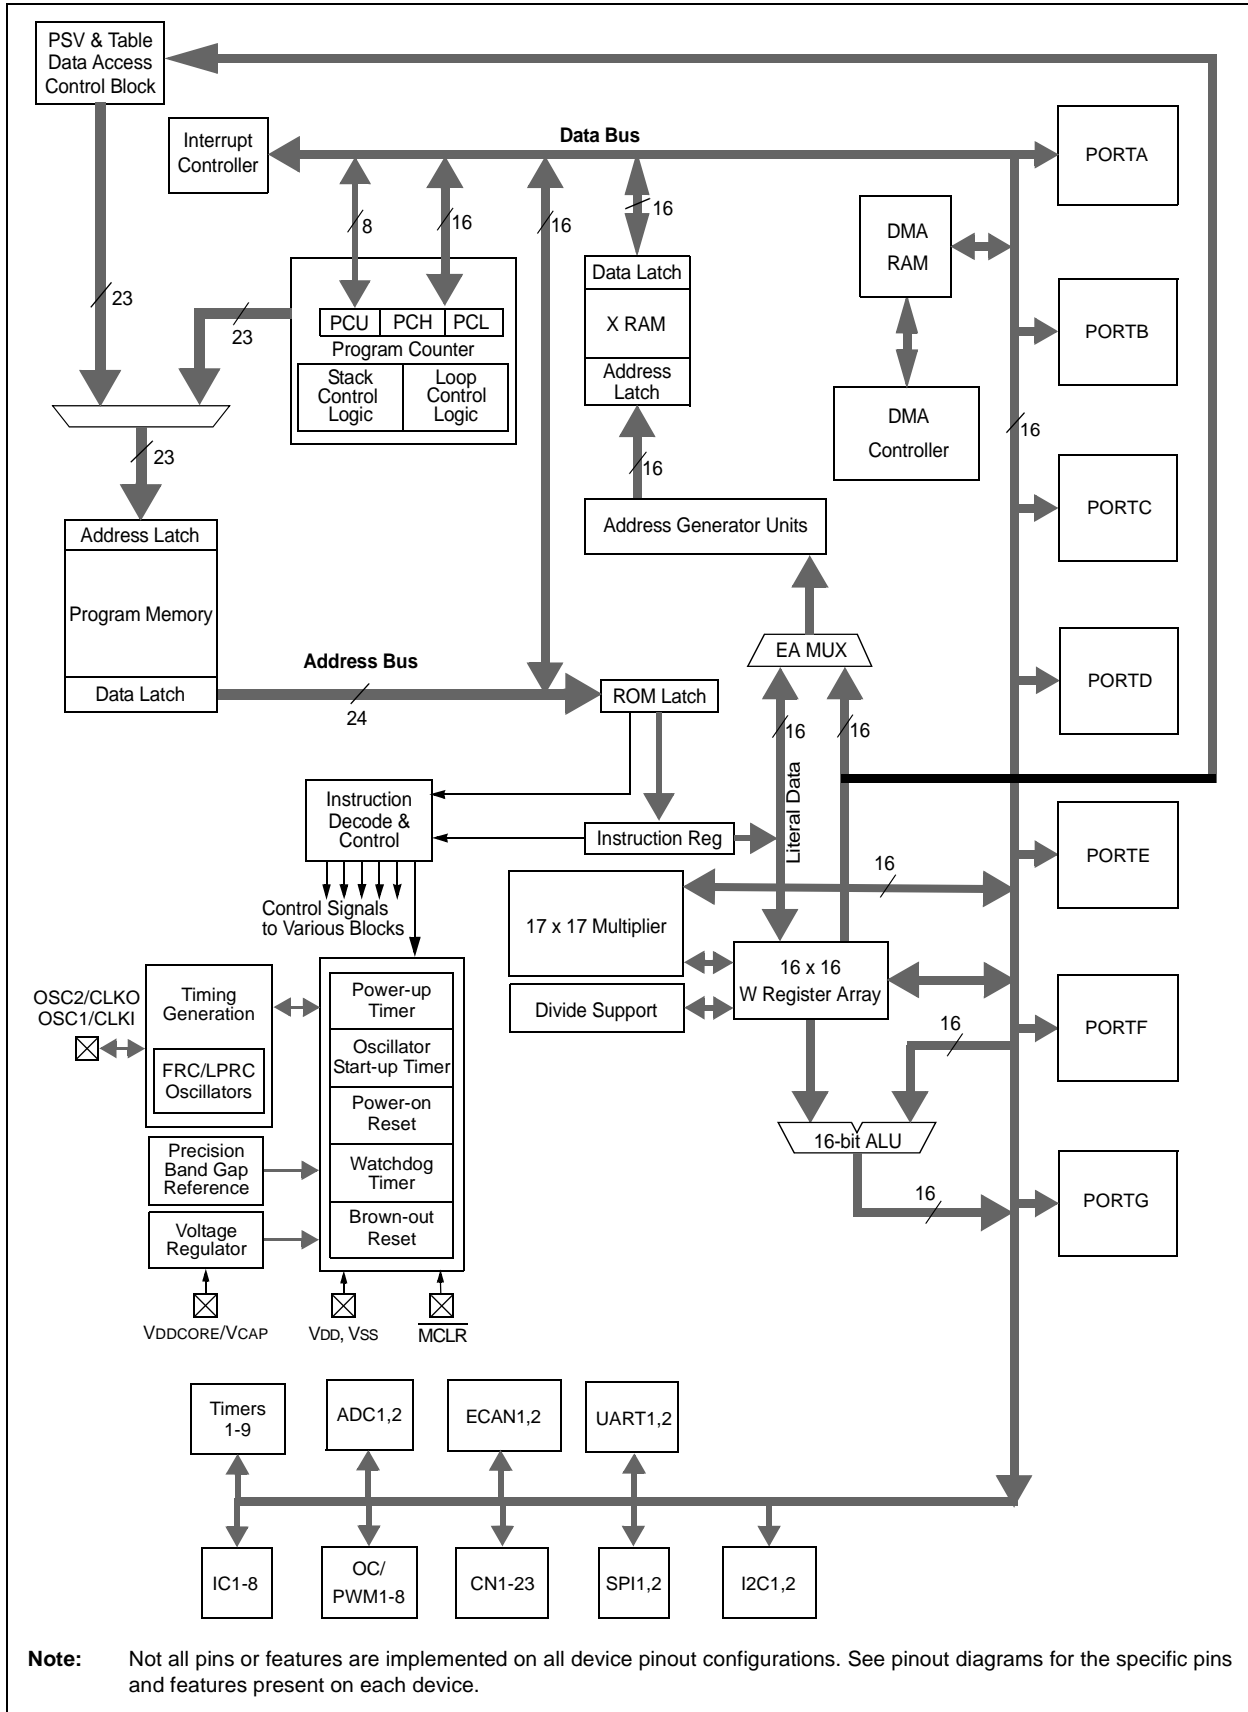 PSV & Table
Data Access
Control Block
Interrupt
Controller
Data Bus
PORTA
8
16
16
16
DMA
RAM
23
23
PCU
PCH
PCL
Program Counter
Stack
Control
Logic
Loop
Control
Logic
Data Latch
X RAM
Address
Latch
PORTB
DMA
Controller
16
23
16
PORTC
Address Generator Units
Address Latch
Program Memory
Data Latch
Address Bus
24
ROM Latch
EA MUX
PORTD
16
16
Literal Data
Instruction
Decode &
Control
Instruction Reg
PORTE
16
Control Signals
to Various Blocks
17 x 17 Multiplier
16 x 16
W Register Array
Divide Support
PORTF
16
OSC2/CLKO
OSC1/CLKI
Timing
Generation
FRC/LPRC
Oscillators
Power-up
Timer
Oscillator
Start-up Timer
Power-on
Reset
Watchdog
Timer
Brown-out
Reset
Precision
Band Gap
Reference
Voltage
Regulator
16-bit ALU
16
PORTG
VDDCORE/VCAP
VDD, VSS
MCLR
Timers
1-9
ADC1,2
ECAN1,2
UART1,2
IC1-8
OC/
PWM1-8
CN1-23
SPI1,2
I2C1,2
Note: Not all pins or features are implemented on all device pinout configurations. See pinout diagrams for the specific pins
and features present on each device.